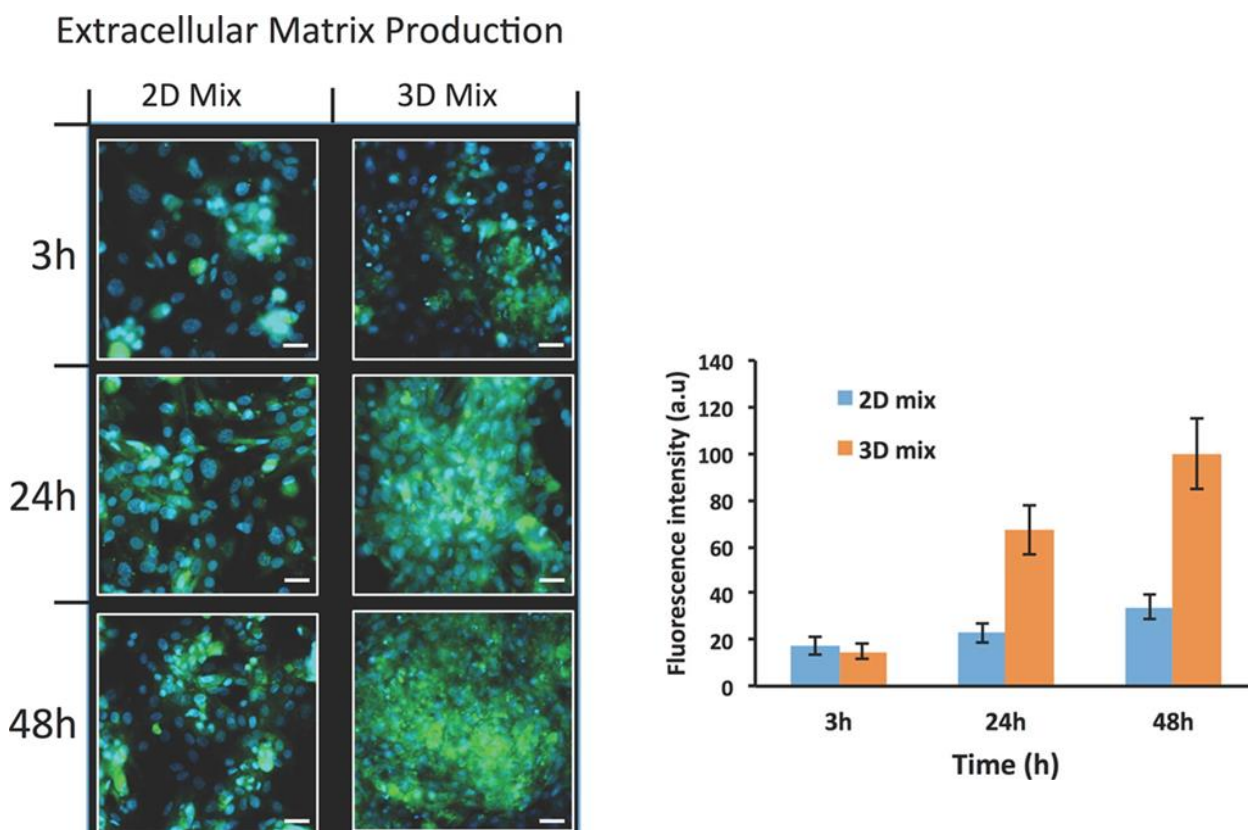 Extracellular Matrix Production
2D Mix
3D Mix
3h
24h
48h
Fluorescence intensity (a.u)
140
120
100
80
60
40
20
0
2D mix
3D mix
3h
24h
48h
Time (h)